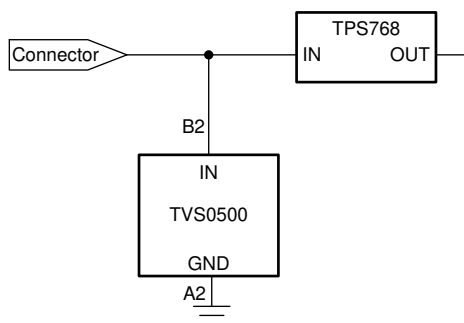 TPS768
Connector
IN
OUT
B2
IN
TVS0500
GND
A2